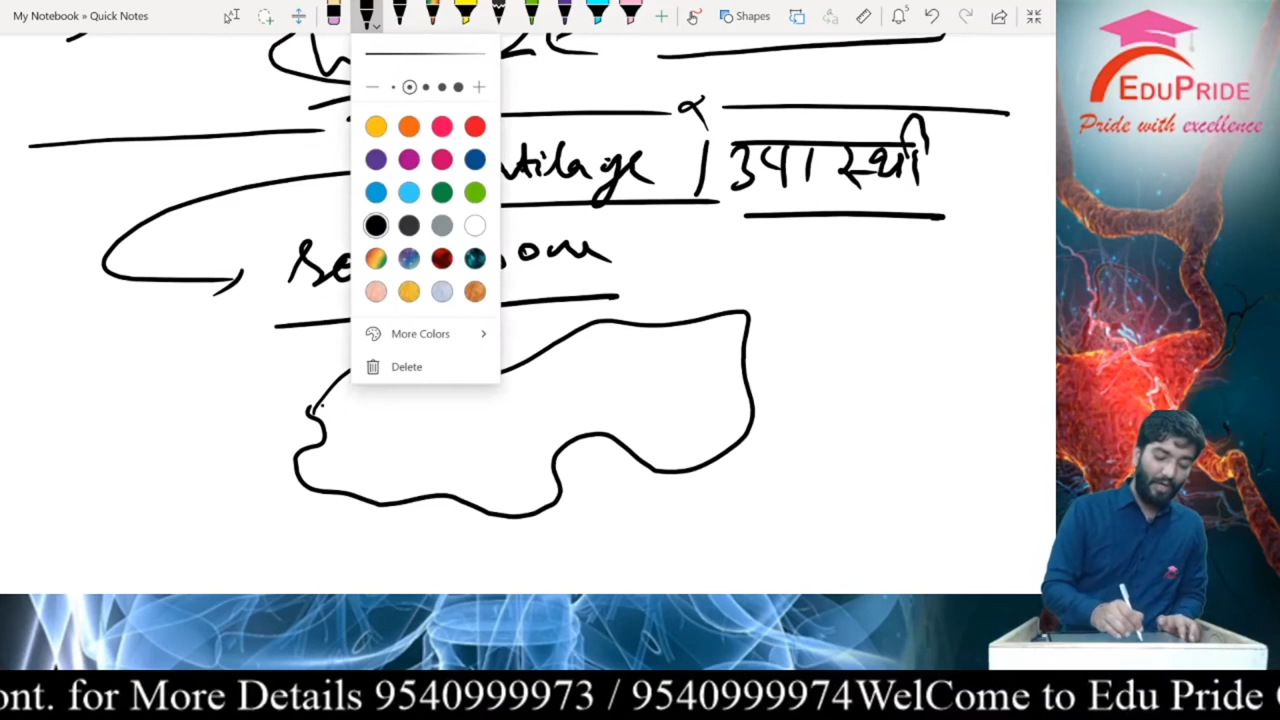 My Notebook » Quick Notes
Shapes
EDUPRIDE
Pride with excellence
tilage | उपास्थी
More Colors
Delete
ont. for More Details 9540999973 / 9540999974WelCome to Edu Pride